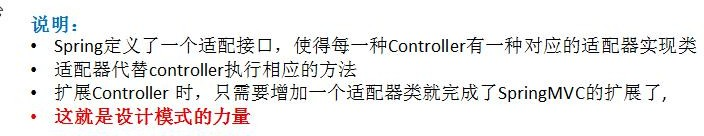 说明：
• Spring定义了一个适配接口，使得每一种Controller有一种对应的适配器实现类
• 适配器代替controller执行相应的方法
• 扩展Controller 时，只需要增加一个适配器类就完成了SpringMVC的扩展了,
• 这就是设计模式的力量